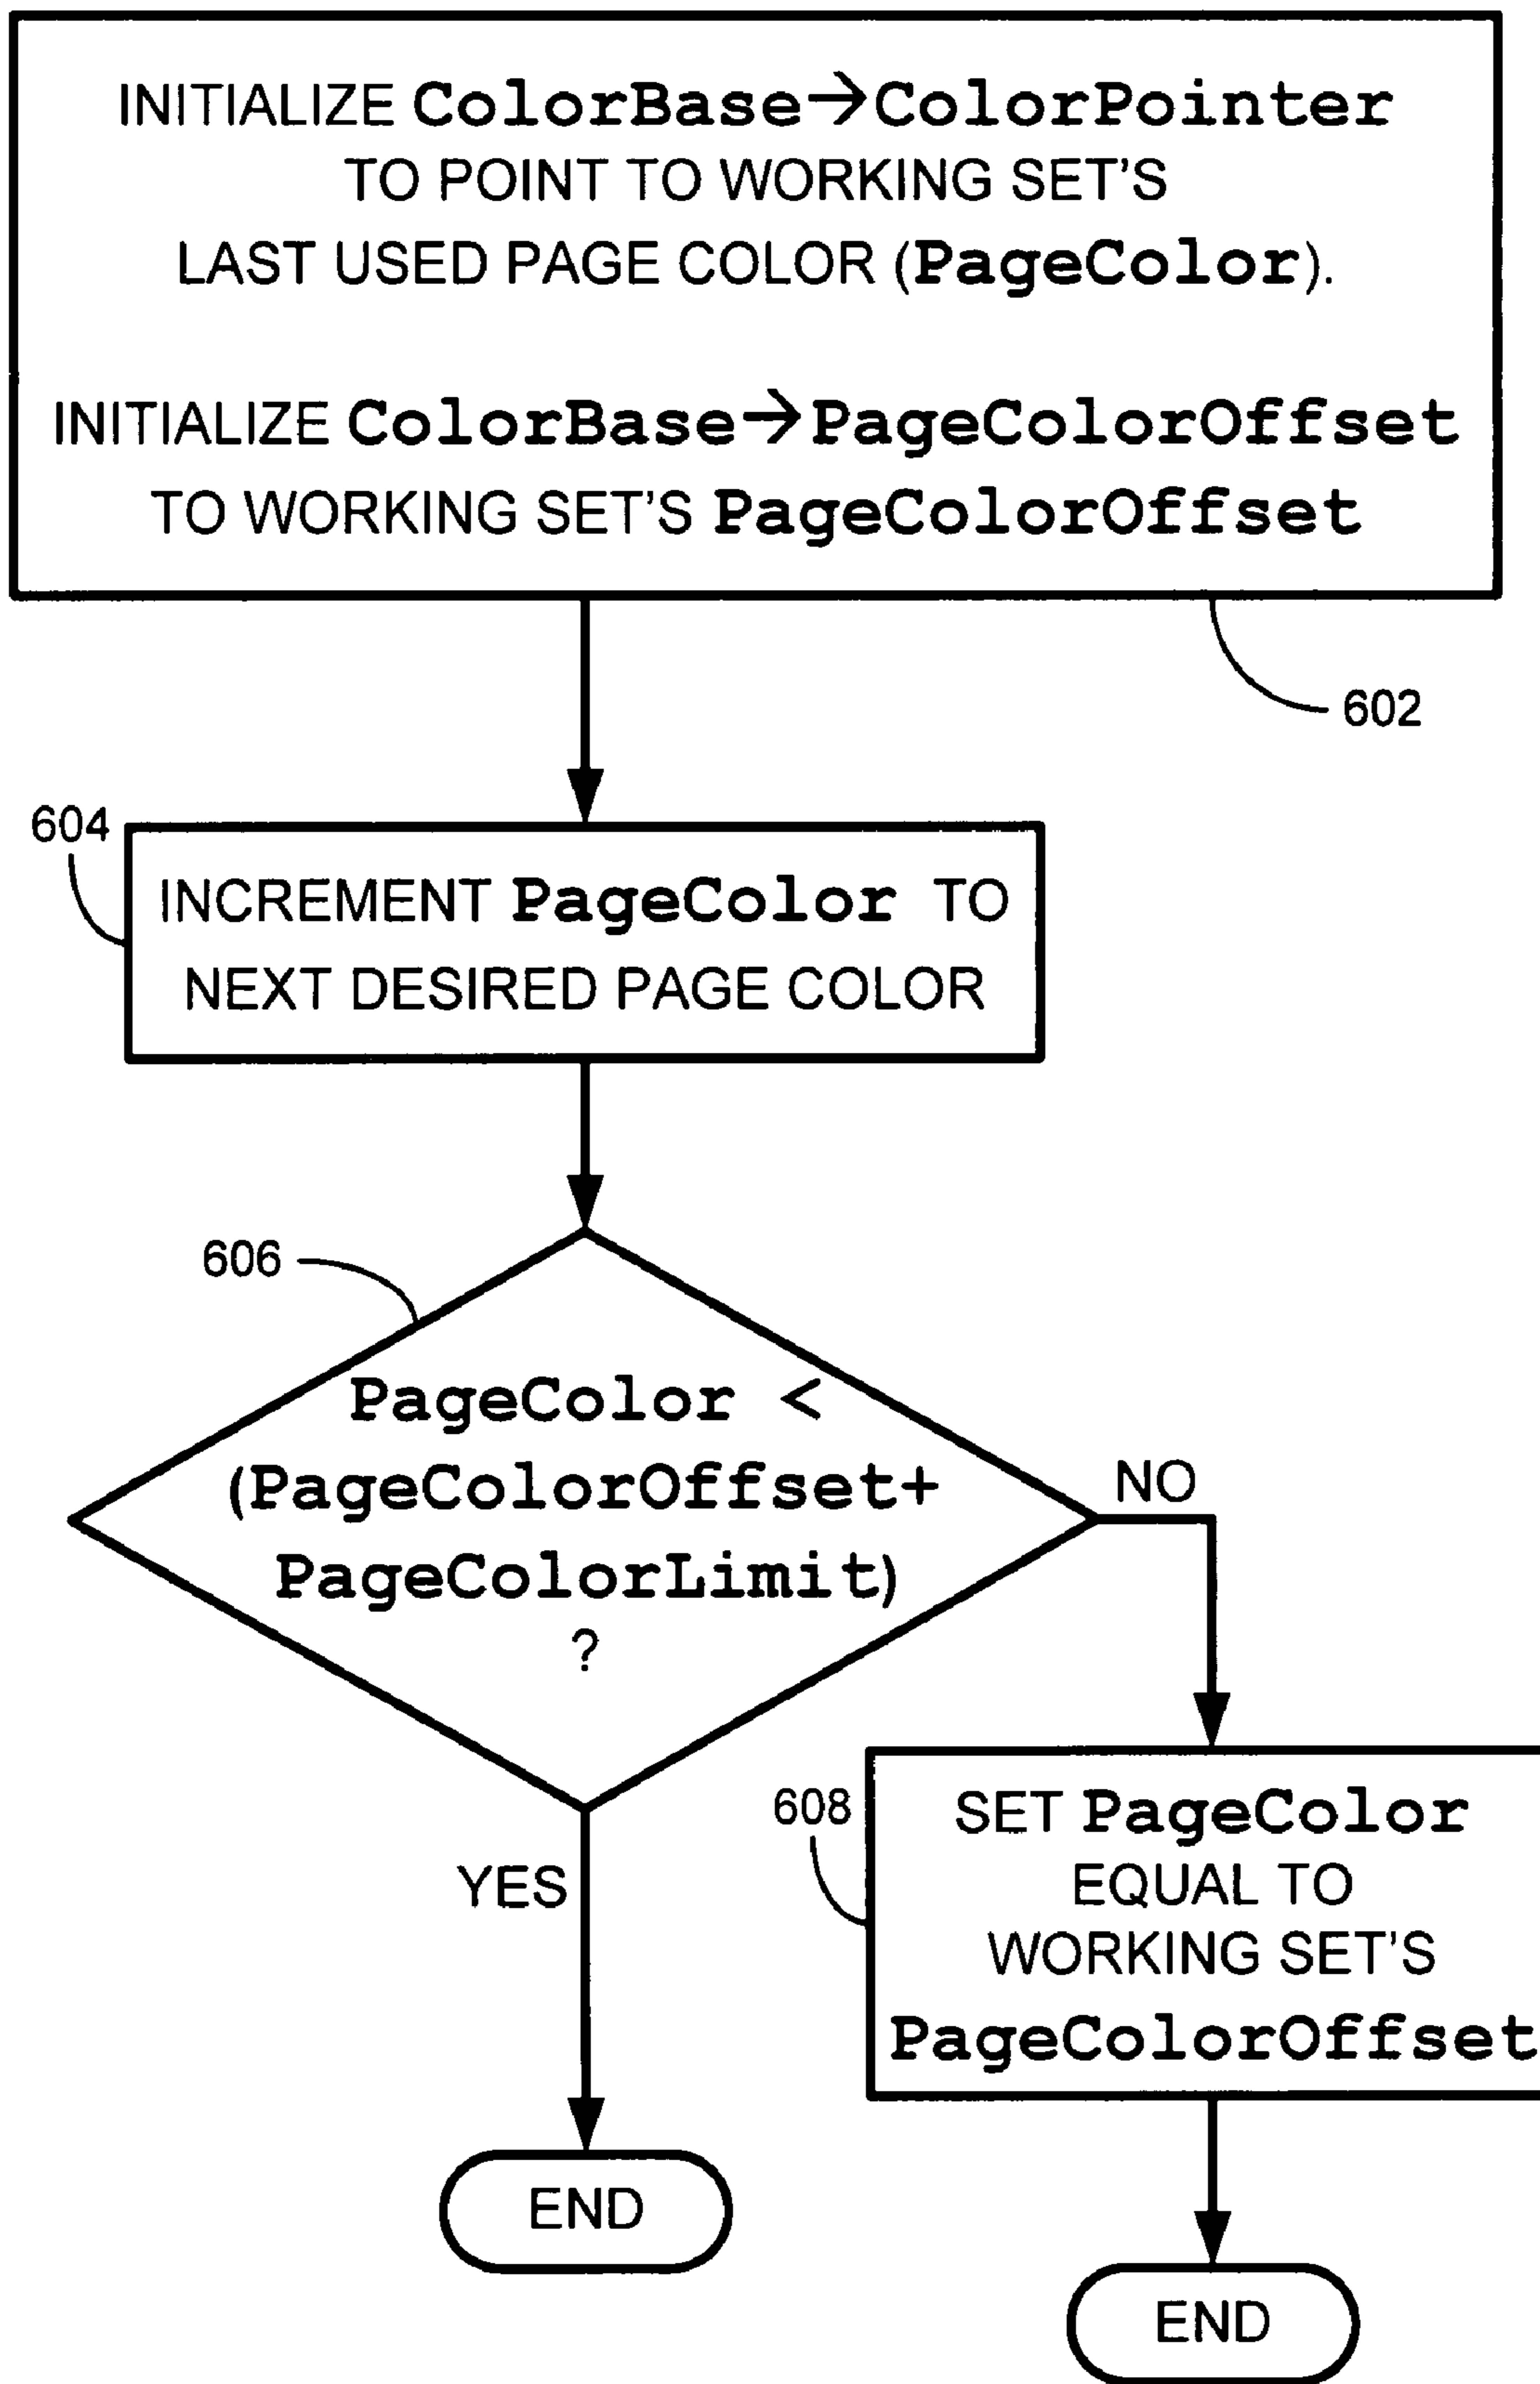 INITIALIZE ColorBase→ColorPointer
TO POINT TO WORKING SET'S
LAST USED PAGE COLOR (PageColor).
INITIALIZE ColorBase→PageColorOffset
TO WORKING SET'S PageColorOffset
602
604
INCREMENT PageColor TO
NEXT DESIRED PAGE COLOR
606
PageColor <
(PageColorOffset+
PageColorLimit)
?
NO
YES
608
SET PageColor
EQUAL TO
WORKING SET'S
PageColorOffset
END
END